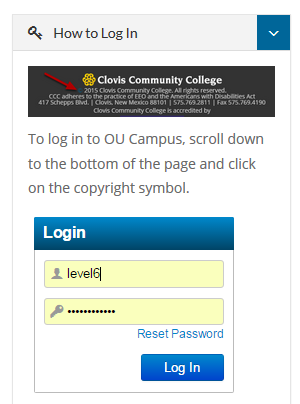 How to Log In
Clovis Community College
2015 Clovis Community College. All rights reserved.
CCC adheres to the practice of EEO and the Americans with Disabilities Act
417 Schepps Blvd. | Clovis, New Mexico 88101 | 575.769.2811 | Fax 575.769.4190
Clovis Community College is accredited by
To log in to OU Campus, scroll down
to the bottom of the page and click
on the copyright symbol.
Login
level6
••••••••••••
Reset Password
Log In